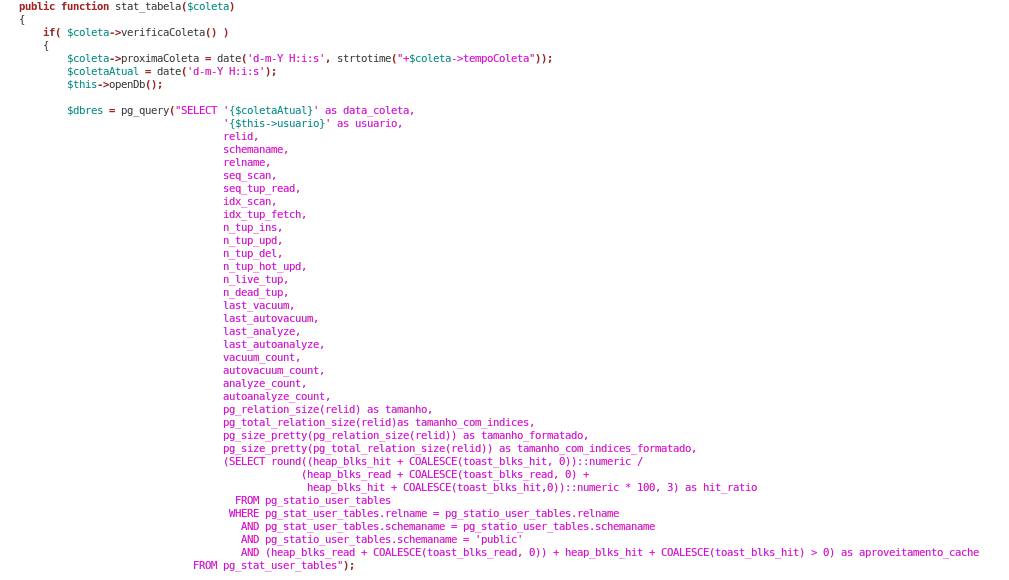 public function stat_tabela($coleta)
{
    if( $coleta->verificaColeta() )
    {
        $coleta->proximaColeta = date('d-m-Y H:i:s', strtotime("+$coleta->tempoColeta"));
        $coletaAtual = date('d-m-Y H:i:s');
        $this->openDb();

        $dbres = pg_query("SELECT '{$coletaAtual}' as data_coleta,
                                  '{$this->usuario}' as usuario,
                                  relid,
                                  schemaname,
                                  relname,
                                  seq_scan,
                                  seq_tup_read,
                                  idx_scan,
                                  idx_tup_fetch,
                                  n_tup_ins,
                                  n_tup_upd,
                                  n_tup_del,
                                  n_tup_hot_upd,
                                  n_live_tup,
                                  n_dead_tup,
                                  last_vacuum,
                                  last_autovacuum,
                                  last_analyze,
                                  last_autoanalyze,
                                  vacuum_count,
                                  autovacuum_count,
                                  analyze_count,
                                  autoanalyze_count,
                                  pg_relation_size(relid) as tamanho,
                                  pg_total_relation_size(relid)as tamanho_com_indices,
                                  pg_size_pretty(pg_relation_size(relid)) as tamanho_formatado,
                                  pg_size_pretty(pg_total_relation_size(relid)) as tamanho_com_indices_formatado,
                                  (SELECT round((heap_blks_hit + COALESCE(toast_blks_hit, 0))::numeric /
                                               (heap_blks_read + COALESCE(toast_blks_read, 0) +
                                                heap_blks_hit + COALESCE(toast_blks_hit,0))::numeric * 100, 3) as hit_ratio
                                    FROM pg_statio_user_tables
                                   WHERE pg_stat_user_tables.relname = pg_statio_user_tables.relname
                                     AND pg_stat_user_tables.schemaname = pg_statio_user_tables.schemaname
                                     AND pg_statio_user_tables.schemaname = 'public'
                                     AND (heap_blks_read + COALESCE(toast_blks_read, 0)) + heap_blks_hit + COALESCE(toast_blks_hit) > 0) as aproveitamento_cache
                             FROM pg_stat_user_tables");